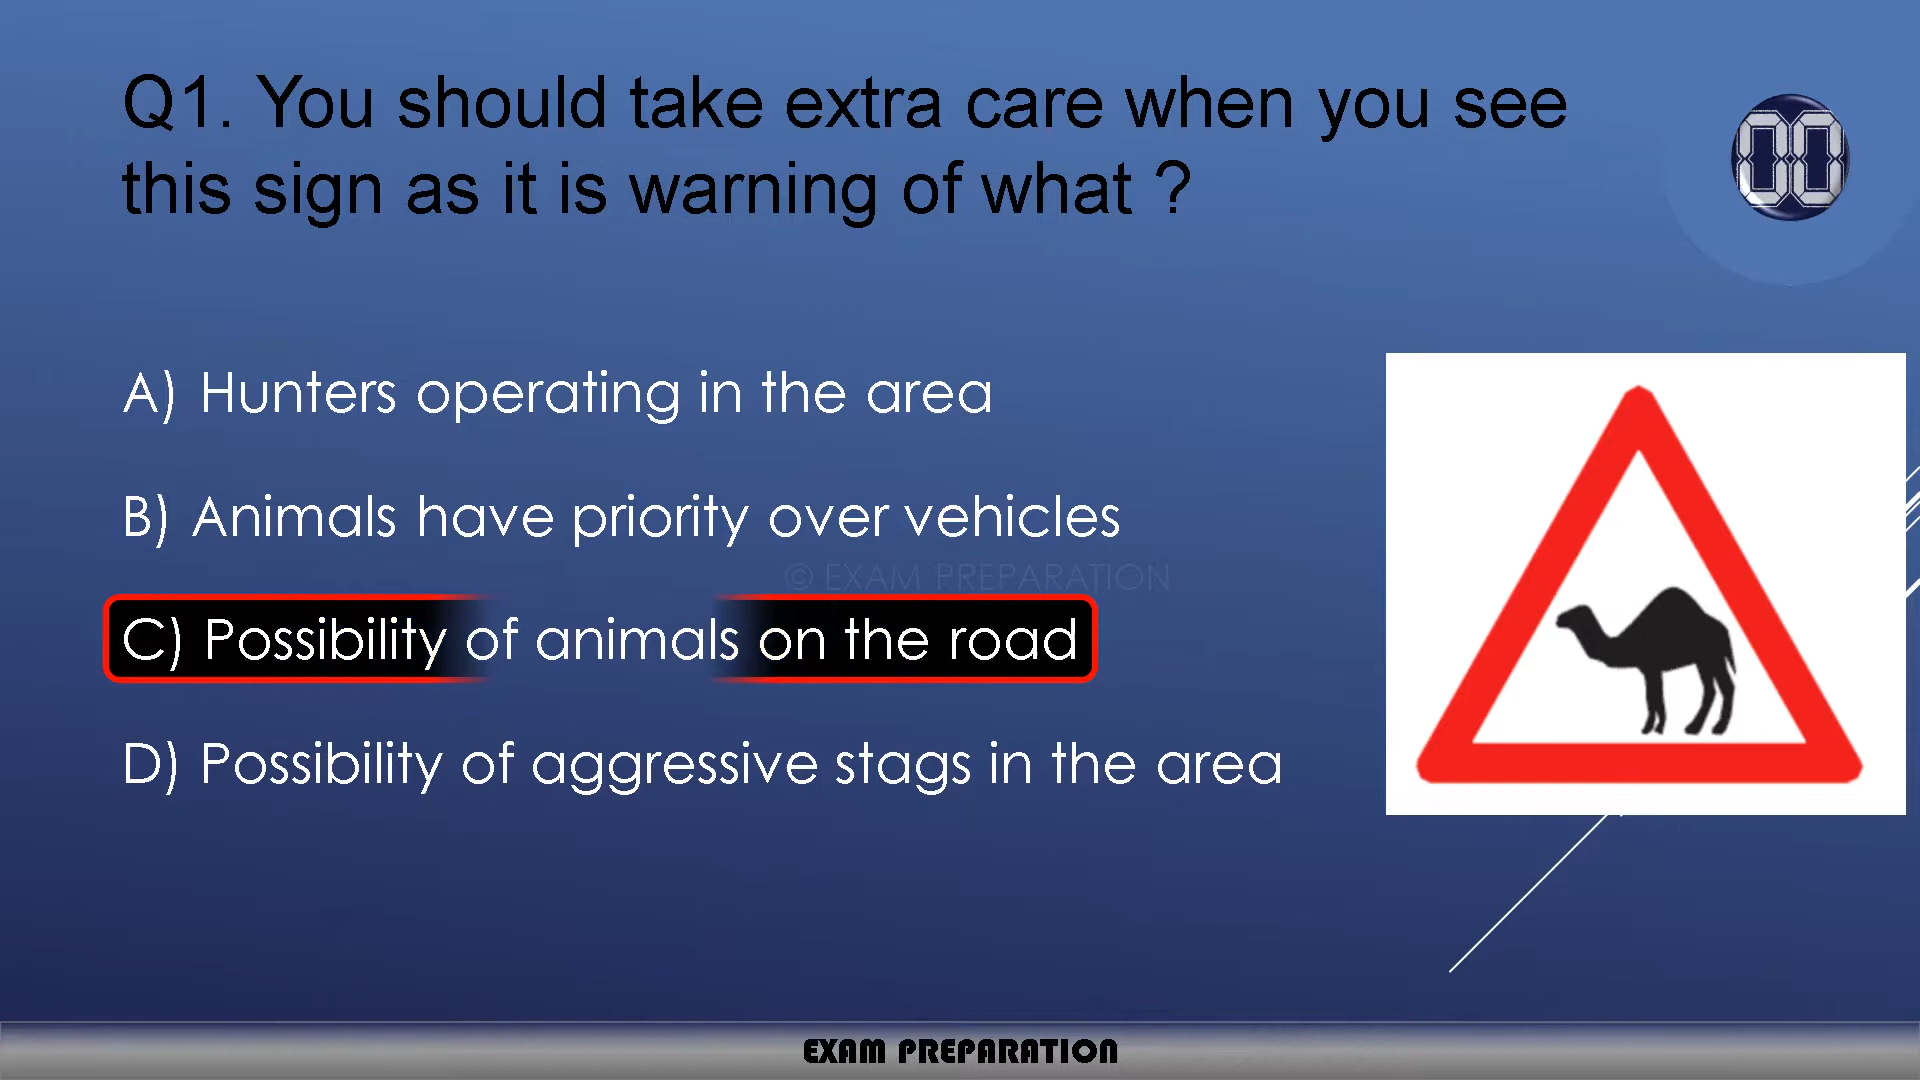 Q1. You should take extra care when you see
this sign as it is warning of what ?
00
A) Hunters operating in the area
B) Animals have priority over vehicles
© EXAM PREPARATION
C) Possibility of animals on the road
D) Possibility of aggressive stags in the area
EXAM PREPARATION